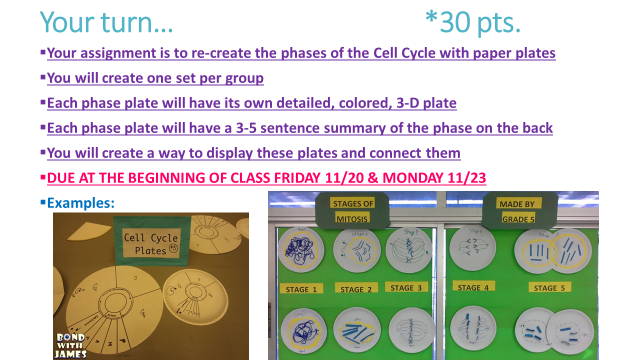 Your turn... *30 pts.
▪Your assignment is to re-create the phases of the Cell Cycle with paper plates
▪You will create one set per group
▪Each phase plate will have its own detailed, colored, 3-D plate
▪Each phase plate will have a 3-5 sentence summary of the phase on the back
▪You will create a way to display these plates and connect them
▪DUE AT THE BEGINNING OF CLASS FRIDAY 11/20 & MONDAY 11/23
▪Examples:
Cell Cycle
Plates
BOND
WITH
JAMES
STAGES OF
MITOSIS
MADE BY
GRADE 5
STAGE 1
STAGE 2
STAGE 3
STAGE 4
STAGE 5